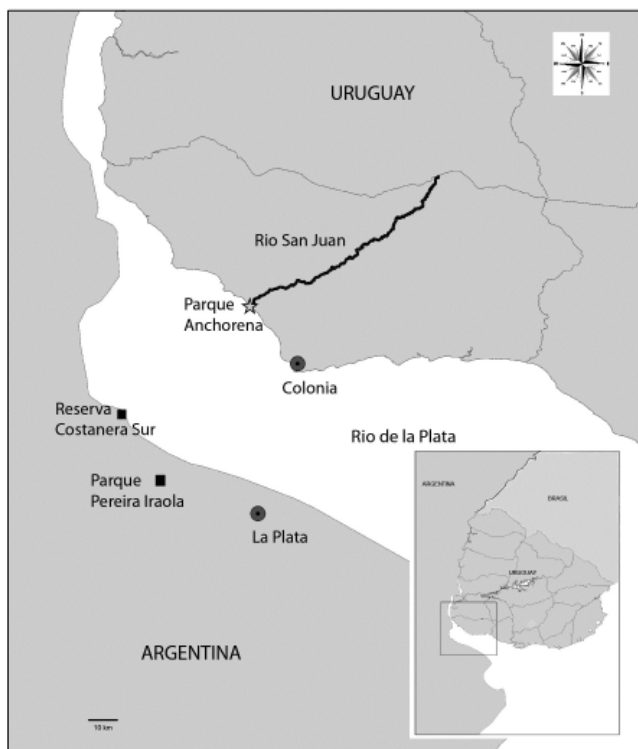 URUGUAY
Rio San Juan
Parque
Anchorena
Colonia
Reserva
Costanera Sur
Rio de la Plata
Parque
Pereira Iraola
La Plata
ARGENTINA
10 km
ARGENTINA
BRASIL
URUGUAY